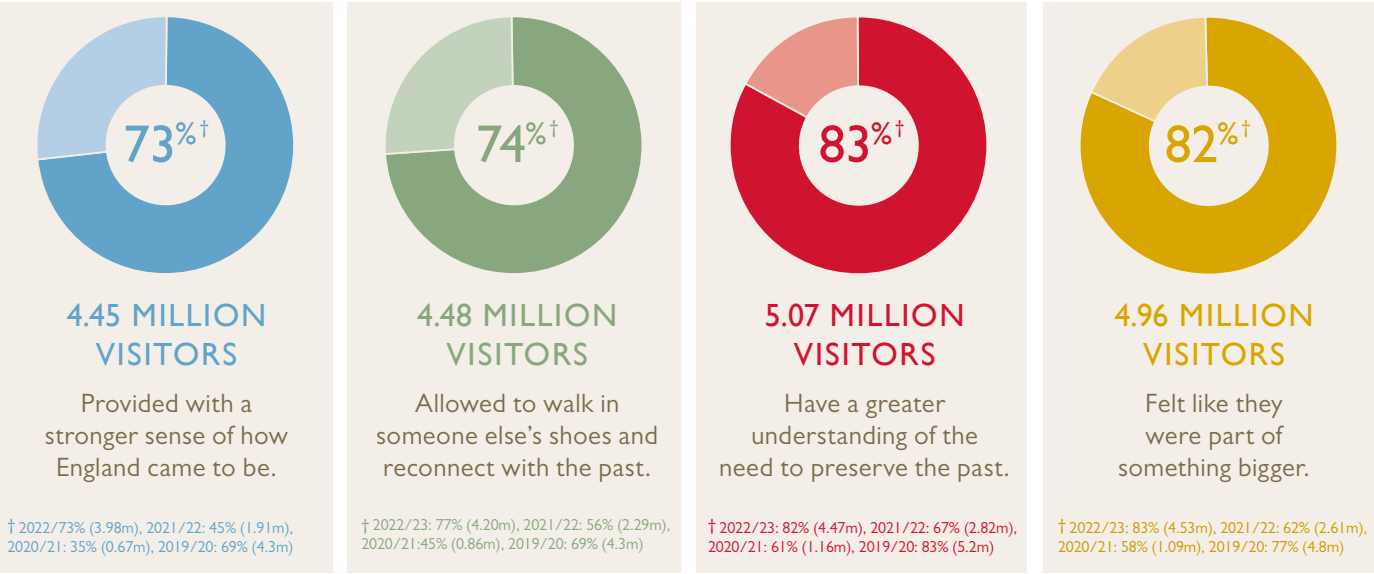 73%†
4.45 MILLION
VISITORS
Provided with a
stronger sense of how
England came to be.
† 2022/73% (3.98m), 2021/22: 45% (1.91m),
2020/21: 35% (0.67m), 2019/20: 69% (4.3m)
74%†
4.48 MILLION
VISITORS
Allowed to walk in
someone else’s shoes and
reconnect with the past.
† 2022/23: 77% (4.20m), 2021/22: 56% (2.29m),
2020/21:45% (0.86m), 2019/20: 69% (4.3m)
83%†
5.07 MILLION
VISITORS
Have a greater
understanding of the
need to preserve the past.
† 2022/23: 82% (4.47m), 2021/22: 67% (2.82m),
2020/21: 61% (1.16m), 2019/20: 83% (5.2m)
82%†
4.96 MILLION
VISITORS
Felt like they
were part of
something bigger.
† 2022/23: 83% (4.53m), 2021/22: 62% (2.61m),
2020/21: 58% (1.09m), 2019/20: 77% (4.8m)